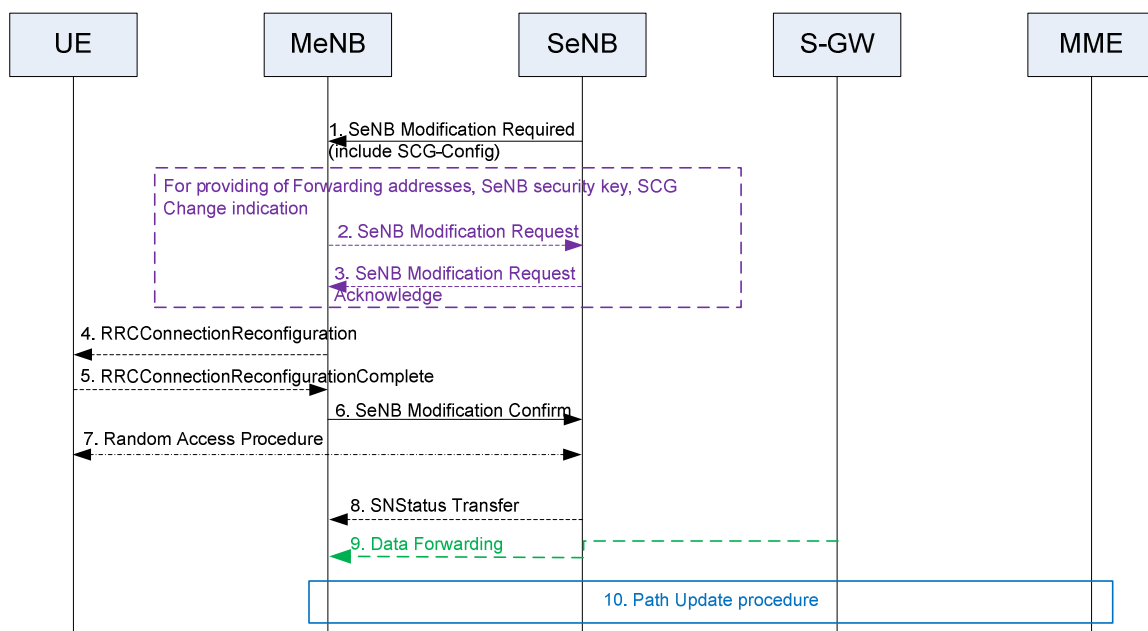 UE
MeNB
SeNB
S-GW
MME
1. SeNB Modification Required
(include SCG-Config)
For providing of Forwarding addresses, SeNB security key, SCG
Change indication
2. SeNB Modification Request
3. SeNB Modification Request
Acknowledge
4. RRCConnectionReconfiguration
5. RRCConnectionReconfigurationComplete
6. SeNB Modification Confirm
7. Random Access Procedure
8. SNStatus Transfer
9. Data Forwarding
10. Path Update procedure